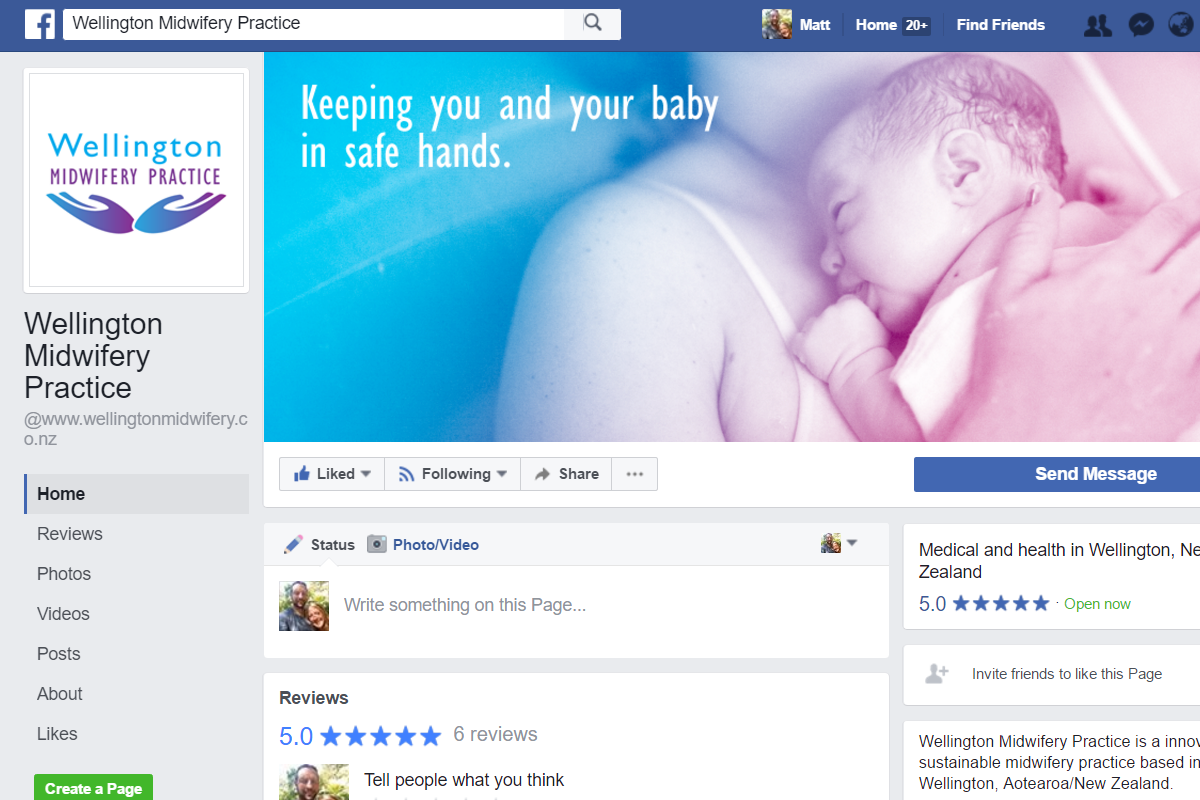 Wellington Midwifery Practice
Matt
Home 20+
Find Friends
Wellington
MIDWIFERY PRACTICE
Keeping you and your baby
in safe hands.
Wellington
Midwifery
Practice
@www.wellingtonmidwifery.c
o.nz
Home
Reviews
Photos
Videos
Posts
About
Likes
Create a Page
Liked
Following
Share
Send Message
Status
Photo/Video
Write something on this Page...
Reviews
5.0 6 reviews
Tell people what you think
Medical and health in Wellington, Ne
Zealand
5.0 · Open now
Invite friends to like this Page
Wellington Midwifery Practice is a innov
sustainable midwifery practice based in
Wellington, Aotearoa/New Zealand.